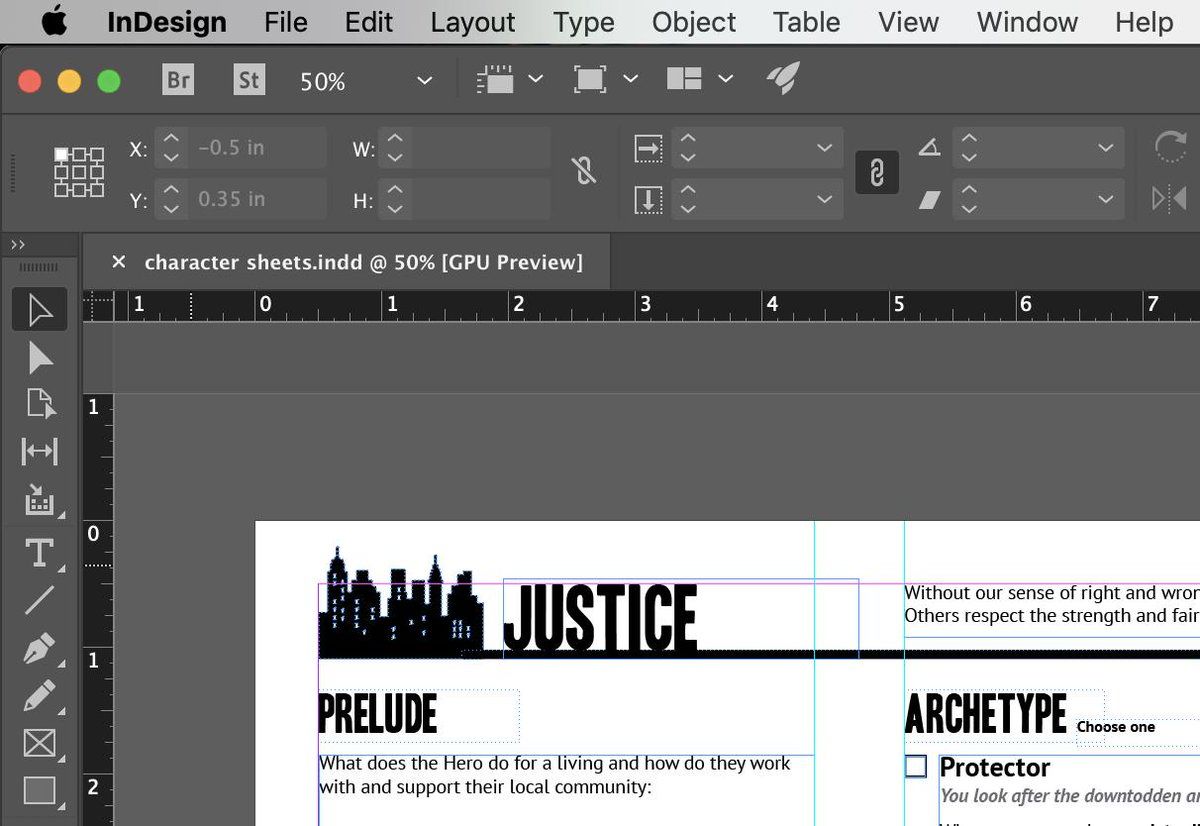 InDesign File Edit Layout Type Object Table View Window Help
Br St 50%
X: -0.5 in W:
Y: 0.35 in H:
character sheets.indd @ 50% [GPU Preview]
1 0 1 2 3 4 5 6 7
1
0
JUSTICE
Without our sense of right and
Others respect the strength and
1
PRELUDE
ARCHETYPE Choose one
What does the Hero do for a living and how do they work
with and support their local community:
Protector
2
You look after the downtodden